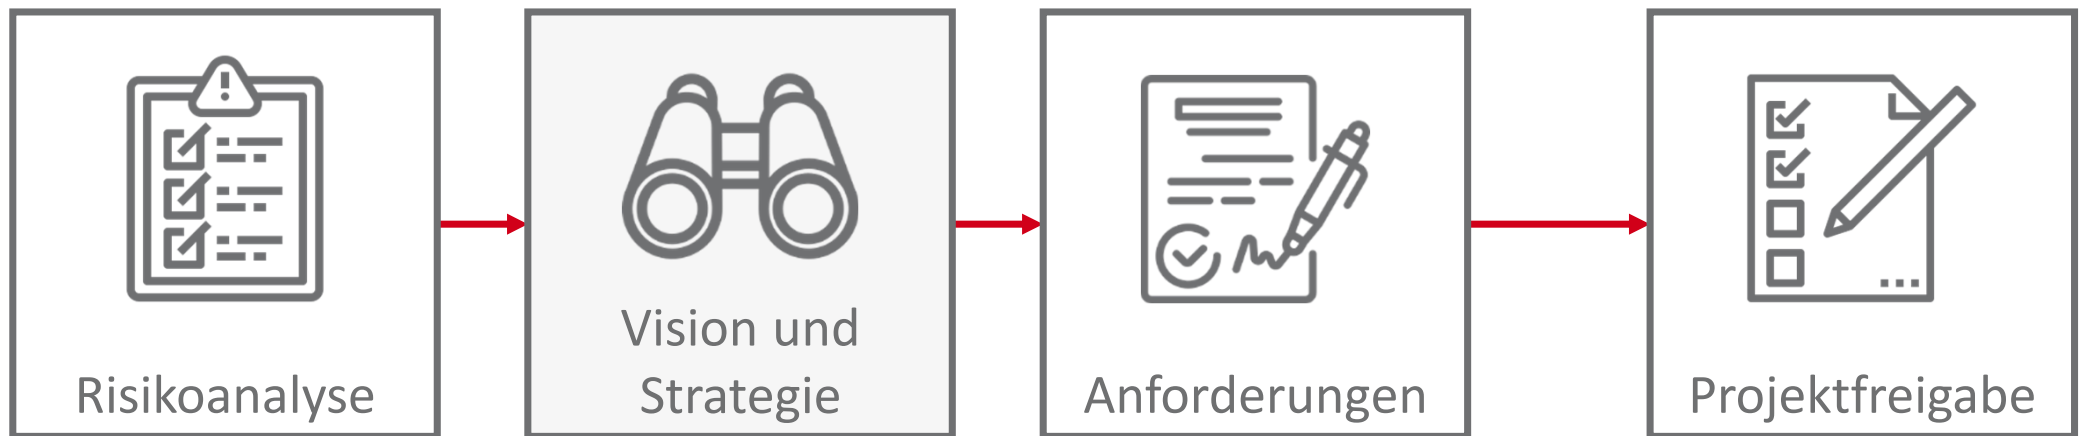 Risikoanalyse
Vision und
Strategie
Anforderungen
Projektfreigabe